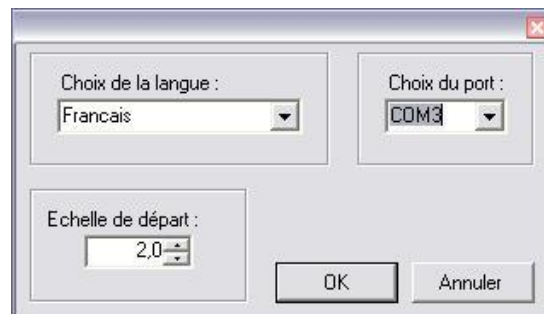 Choix de la langue :
Francais
Choix du port :
COM3
Echelle de départ :
2,0
OK
Annuler